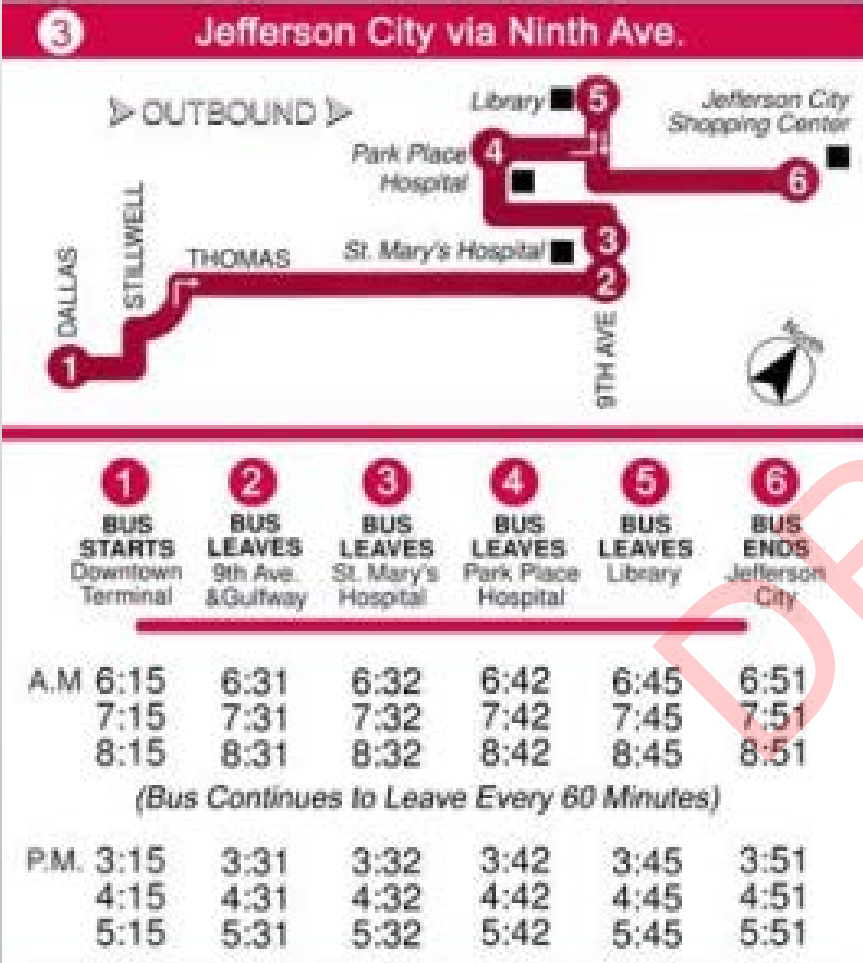 3 Jefferson City via Ninth Ave.
OUTBOUND
Library 5
Jefferson City
Shopping Center
Park Place 4
Hospital
6
St. Mary's Hospital 3
DALLAS
STILLWELL
THOMAS
2
1
9TH AVE
North
1 2 3 4 5 6
BUS BUS BUS BUS BUS BUS
STARTS LEAVES LEAVES LEAVES LEAVES ENDS
Downtown 9th Ave. St. Mary's Park Place Library Jefferson
Terminal &Gulfway Hospital Hospital City
A.M 6:15 6:31 6:32 6:42 6:45 6:51
7:15 7:31 7:32 7:42 7:45 7:51
8:15 8:31 8:32 8:42 8:45 8:51
(Bus Continues to Leave Every 60 Minutes)
P.M. 3:15 3:31 3:32 3:42 3:45 3:51
4:15 4:31 4:32 4:42 4:45 4:51
5:15 5:31 5:32 5:42 5:45 5:51